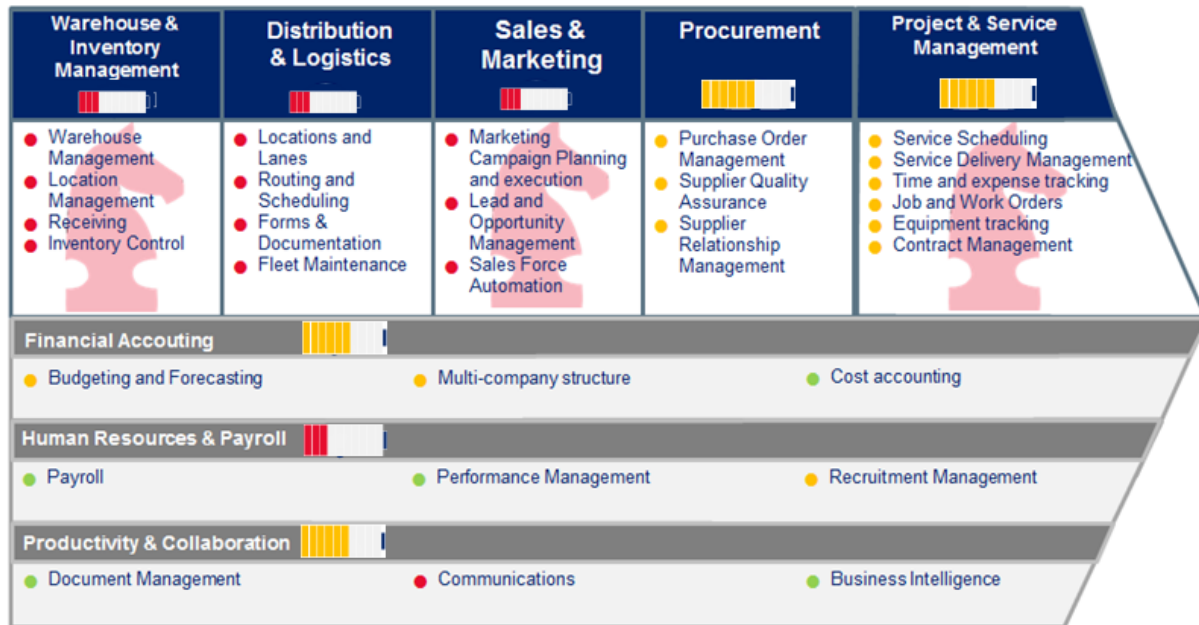 Warehouse &
Inventory
Management
Distribution
& Logistics
Sales &
Marketing
Procurement
Project & Service
Management
Warehouse
Management
Location
Management
Receiving
Inventory Control
Locations and
Lanes
Routing and
Scheduling
Forms &
Documentation
Fleet Maintenance
Marketing
Campaign Planning
and execution
Lead and
Opportunity
Management
Sales Force
Automation
Purchase Order
Management
Supplier Quality
Assurance
Supplier
Relationship
Management
Service Scheduling
Service Delivery Management
Time and expense tracking
Job and Work Orders
Equipment tracking
Contract Management
Financial Accouting
Budgeting and Forecasting
Multi-company structure
Cost accounting
Human Resources & Payroll
Payroll
Performance Management
Recruitment Management
Productivity & Collaboration
Document Management
Communications
Business Intelligence